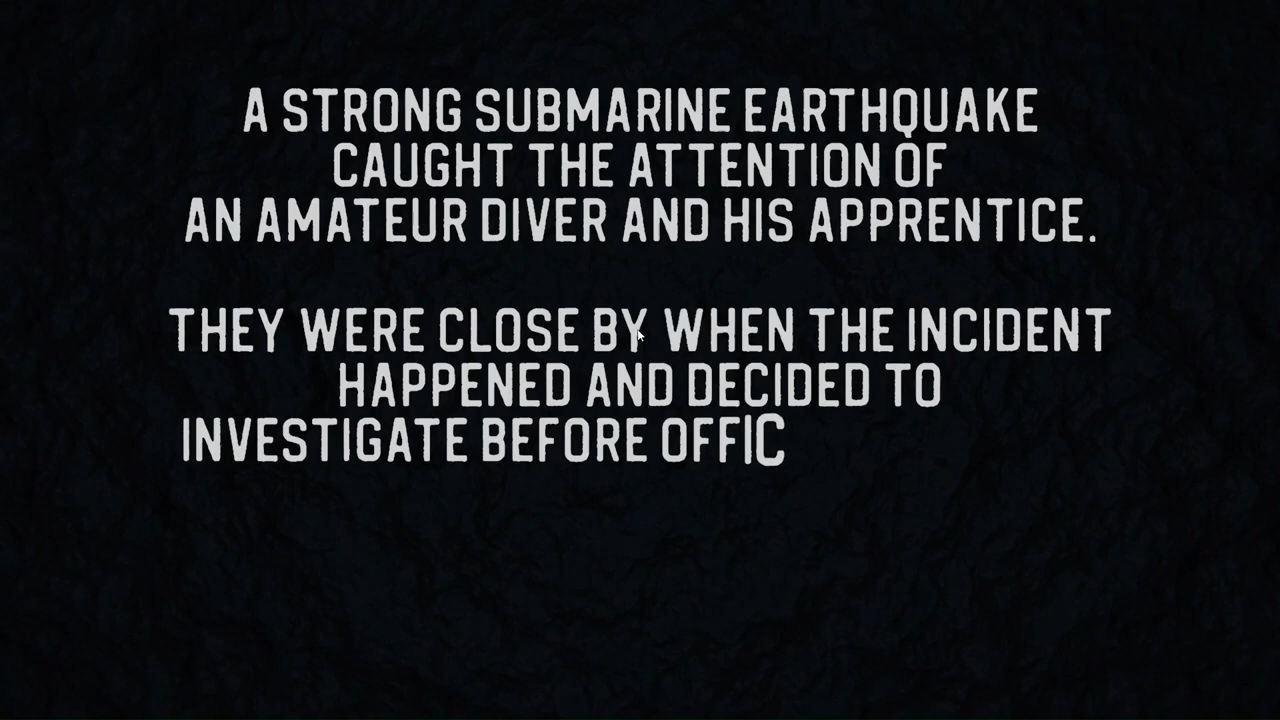 A STRONG SUBMARINE EARTHQUAKE
CAUGHT THE ATTENTION OF
AN AMATEUR DIVER AND HIS APPRENTICE.
THEY WERE CLOSE BY WHEN THE INCIDENT
HAPPENED AND DECIDED TO
INVESTIGATE BEFORE OFFIC